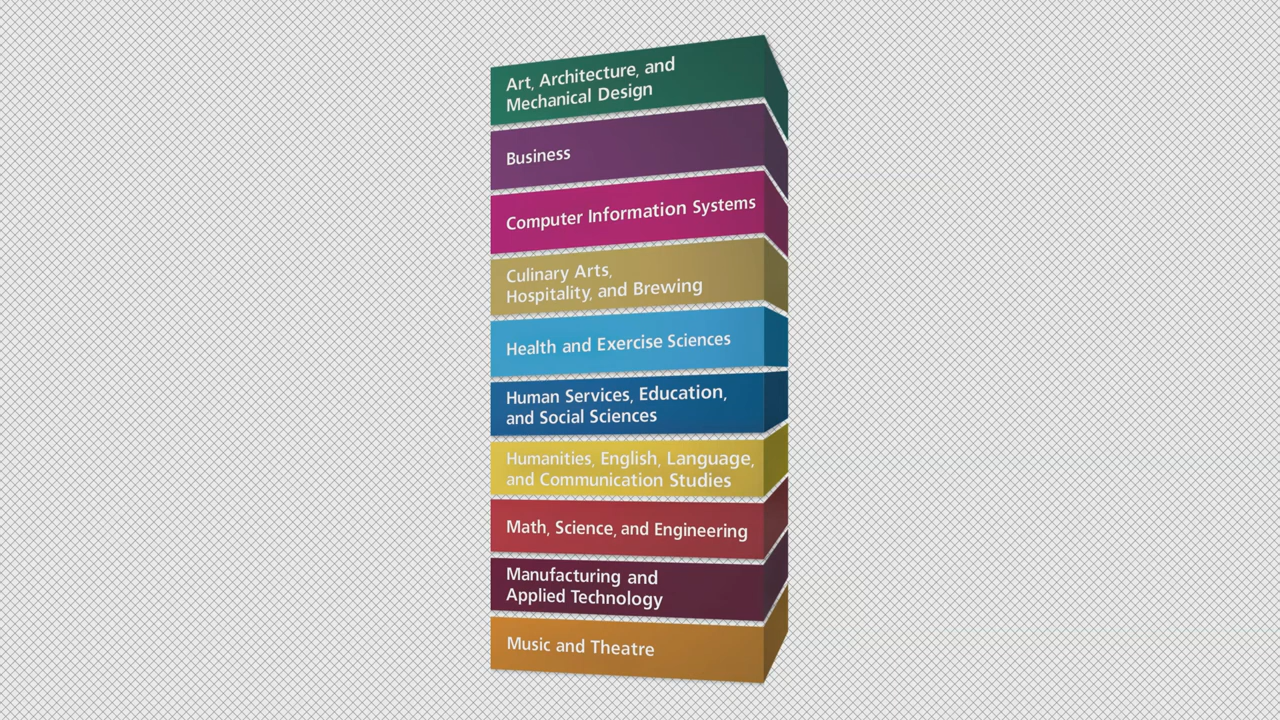 Art, Architecture, and
Mechanical Design
Business
Computer Information Systems
Culinary Arts,
Hospitality, and Brewing
Health and Exercise Sciences
Human Services, Education,
and Social Sciences
Humanities, English, Language,
and Communication Studies
Math, Science, and Engineering
Manufacturing and
Applied Technology
Music and Theatre